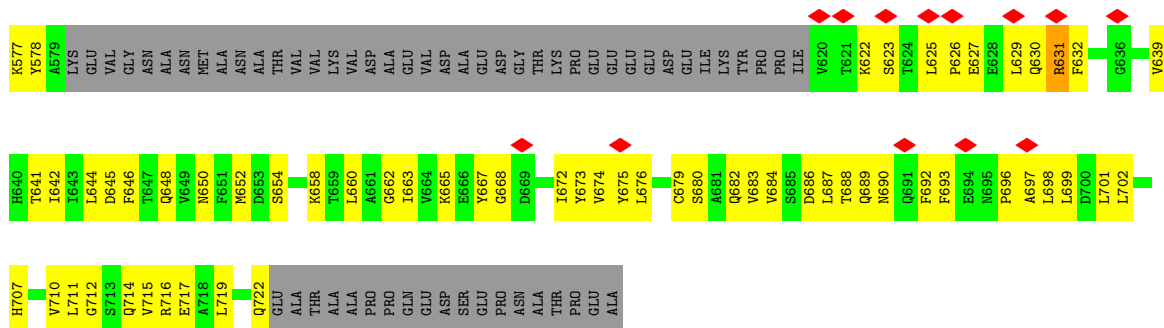 K577 Y578 A579 LYS GLU VAL GLY ASN ALA ASN MET ALA ASN ALA THR VAL VAL LYS VAL ASP ALA GLU VAL ASP ALA GLU ASP GLY THR LYS PRO GLU GLU GLU GLU ASP GLU ILE LYS TYR PRO PRO ILE V620 T621 K622 S623 T624 L625 P626 E627 E628 L629 Q630 R631 F632 G636 V639
H640 T641 I642 I643 L644 D645 F646 T647 Q648 V649 N650 F651 M652 D653 S654 K658 T659 L660 A661 G662 I663 V664 K665 E666 Y667 G668 D669 I672 Y673 V674 Y675 L676 C679 S680 A681 Q682 V683 V684 S685 D686 L687 T688 Q689 N690 Q691 F692 F693 E694 N695 P696 A697 L698 L699 D700 L701 L702
H707 V710 L711 G712 S713 Q714 V715 R716 E717 A718 L719 Q722 GLU ALA THR ALA ALA PRO PRO GLN GLU ASP SER GLU PRO ASN ALA THR PRO GLU ALA